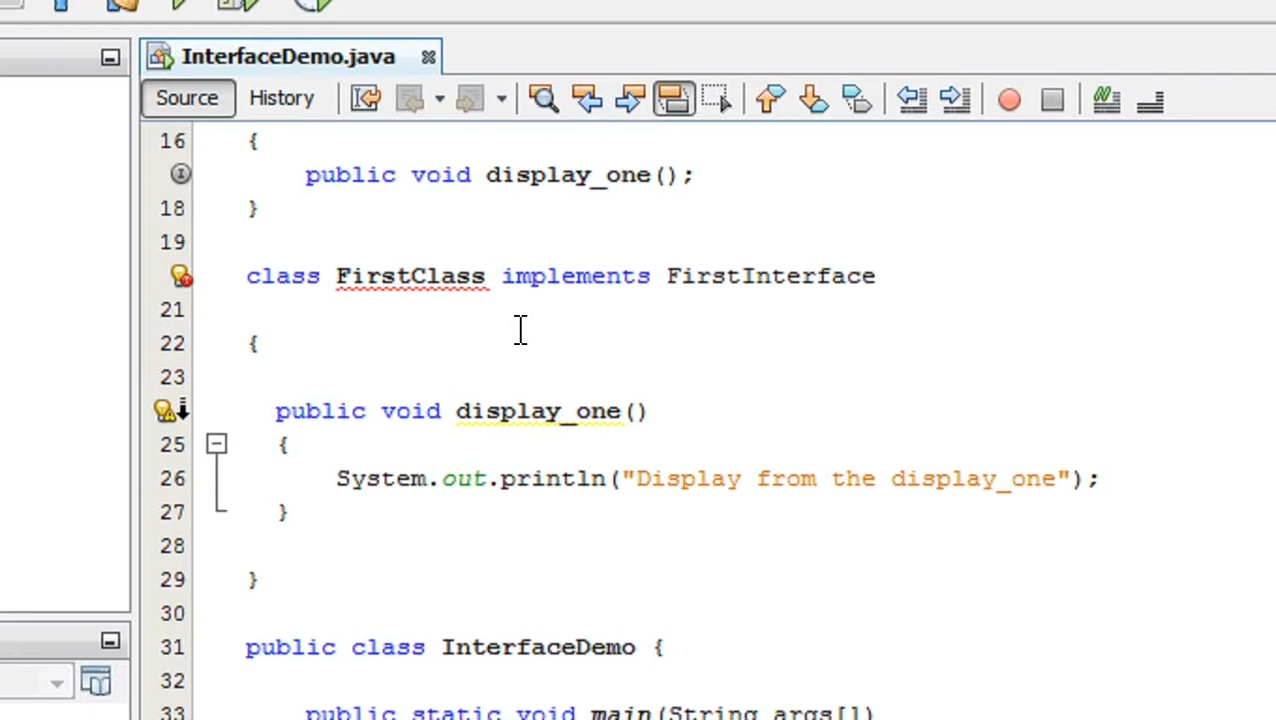 InterfaceDemo.java
Source History
16 {
public void display_one();
18 }
19
class FirstClass implements FirstInterface
21
22 {
23
public void display_one()
25 {
26 System.out.println("Display from the display_one");
27 }
28
29 }
30
31 public class InterfaceDemo {
32
33 public static void main(String args[])